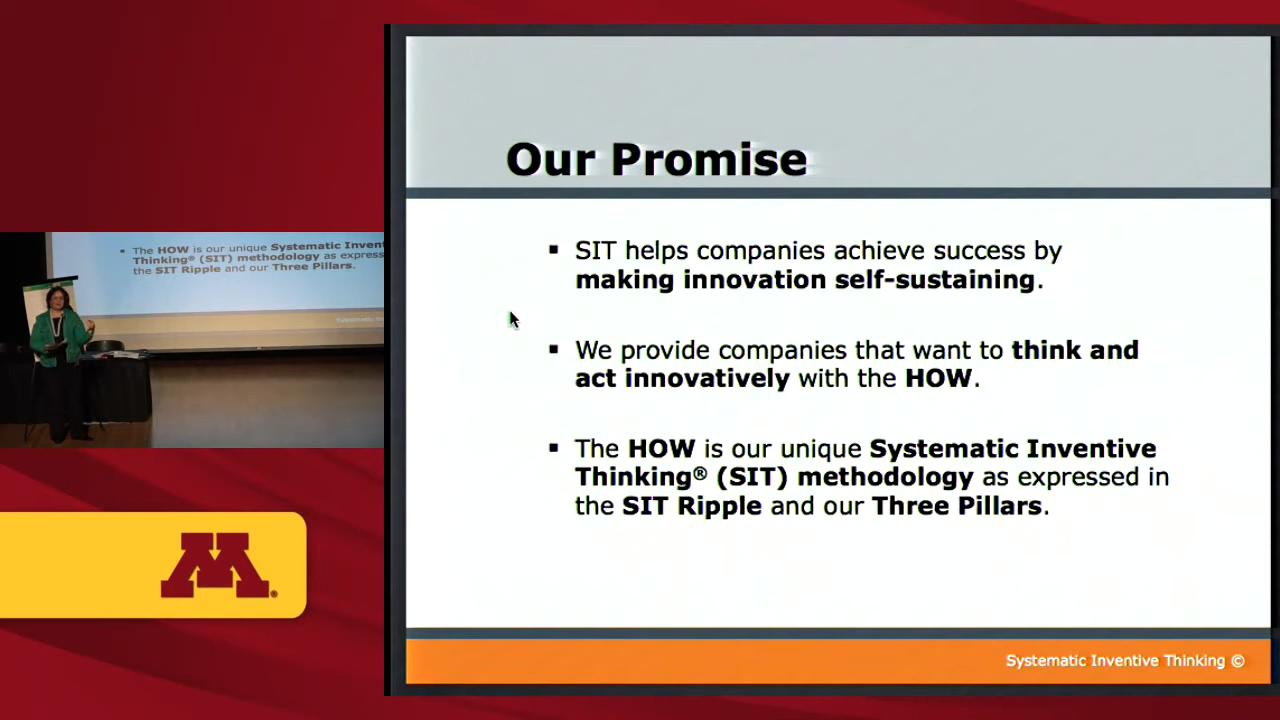 Our Promise
SIT helps companies achieve success by
making innovation self-sustaining.
We provide companies that want to think and
act innovatively with the HOW.
The HOW is our unique Systematic Inventive
Thinking® (SIT) methodology as expressed in
the SIT Ripple and our Three Pillars.
Systematic Inventive Thinking ©
The HOW is our unique Systematic Inven
Thinking® (SIT) methodology as express
the SIT Ripple and our Three Pillars.
M